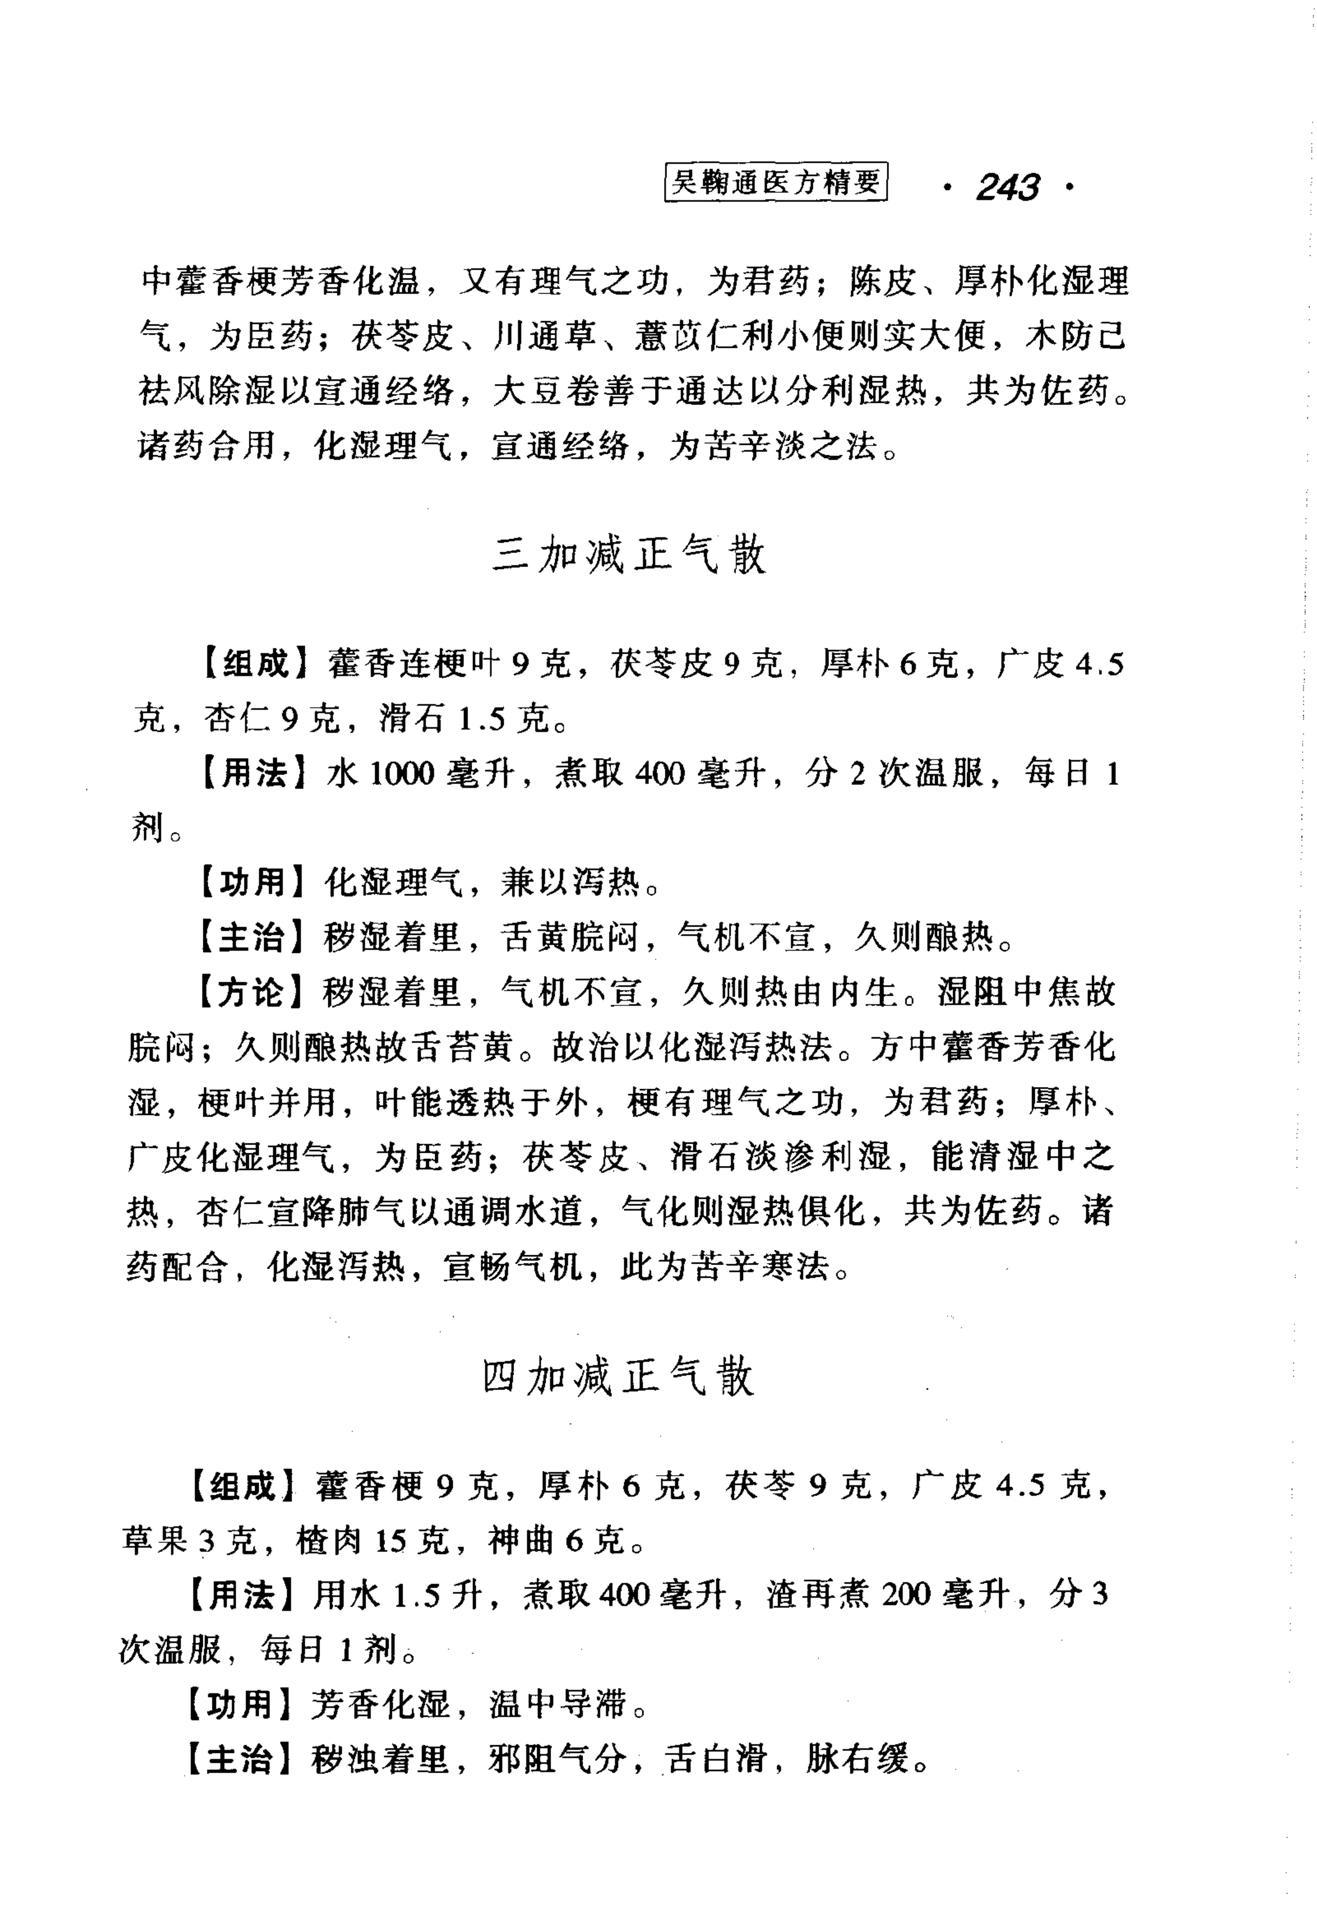 吴鞠通医方精要 · 243 ·
中藿香梗芳香化温，又有理气之功，为君药；陈皮、厚朴化湿理
气，为臣药；茯苓皮、川通草、薏苡仁利小便则实大便，木防己
祛风除湿以宣通经络，大豆卷善于通达以分利湿热，共为佐药。
诸药合用，化湿理气，宣通经络，为苦辛淡之法。
三加减正气散
【组成】藿香连梗叶9克，茯苓皮9克，厚朴6克，广皮4.5
克，杏仁9克，滑石1.5克。
【用法】水1000毫升，煮取400毫升，分2次温服，每日1
剂。
【功用】化湿理气，兼以泻热。
【主治】秽湿着里，舌黄脘闷，气机不宣，久则酿热。
【方论】秽湿着里，气机不宣，久则热由内生。湿阻中焦故
脘闷；久则酿热故舌苔黄。故治以化湿泻热法。方中藿香芳香化
湿，梗叶并用，叶能透热于外，梗有理气之功，为君药；厚朴、
广皮化湿理气，为臣药；茯苓皮、滑石淡渗利湿，能清湿中之
热，杏仁宣降肺气以通调水道，气化则湿热俱化，共为佐药。诸
药配合，化湿泻热，宣畅气机，此为苦辛寒法。
四加减正气散
【组成】藿香梗9克，厚朴6克，茯苓9克，广皮4.5克，
草果3克，楂肉15克，神曲6克。
【用法】用水1.5升，煮取400毫升，渣再煮200毫升，分3
次温服，每日1剂。
【功用】芳香化湿，温中导滞。
【主治】秽浊着里，邪阻气分，舌白滑，脉右缓。